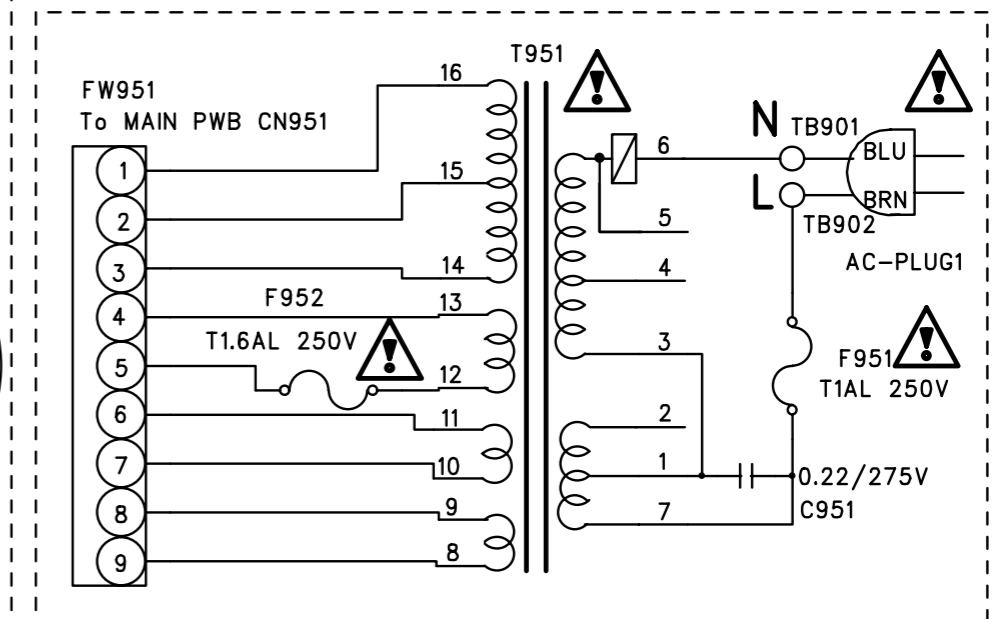 FW951
To MAIN PWB CN951
1
2
3
4
5
6
7
8
9
16
15
14
13
12
11
10
9
8
F952
T1.6AL 250V
!
T951
!
6
5
4
3
2
1
7
N
TB901
L
TB902
BLU
BRN
AC-PLUG1
!
F951
T1AL 250V
!
0.22/275V
C951